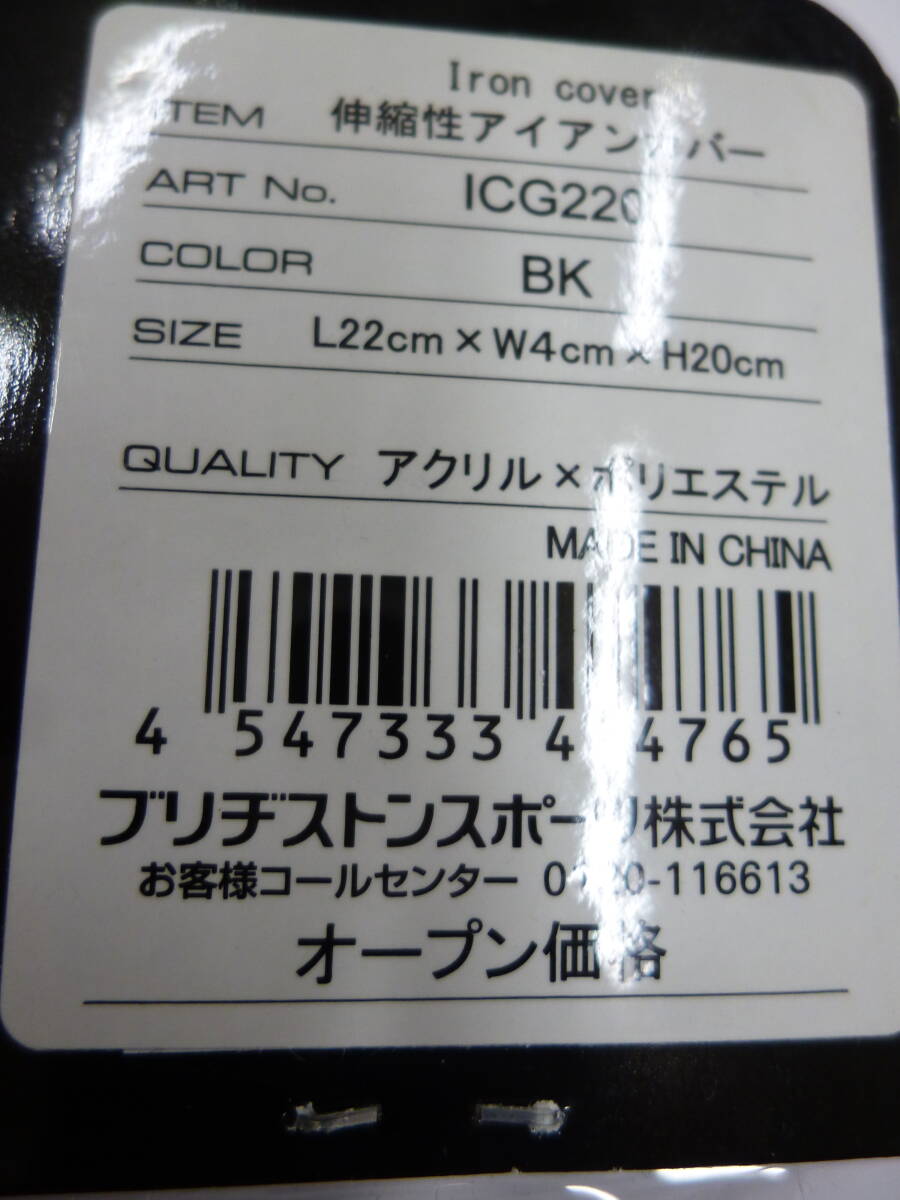 Iron cover
ITEM 伸縮性アイアンカバー
ART No. ICG220
COLOR BK
SIZE L22cm×W4cm×H20cm
QUALITY アクリル×ポリエステル
MADE IN CHINA
ブリヂストンスポーツ株式会社
お客様コールセンター 0120-116613
オープン価格